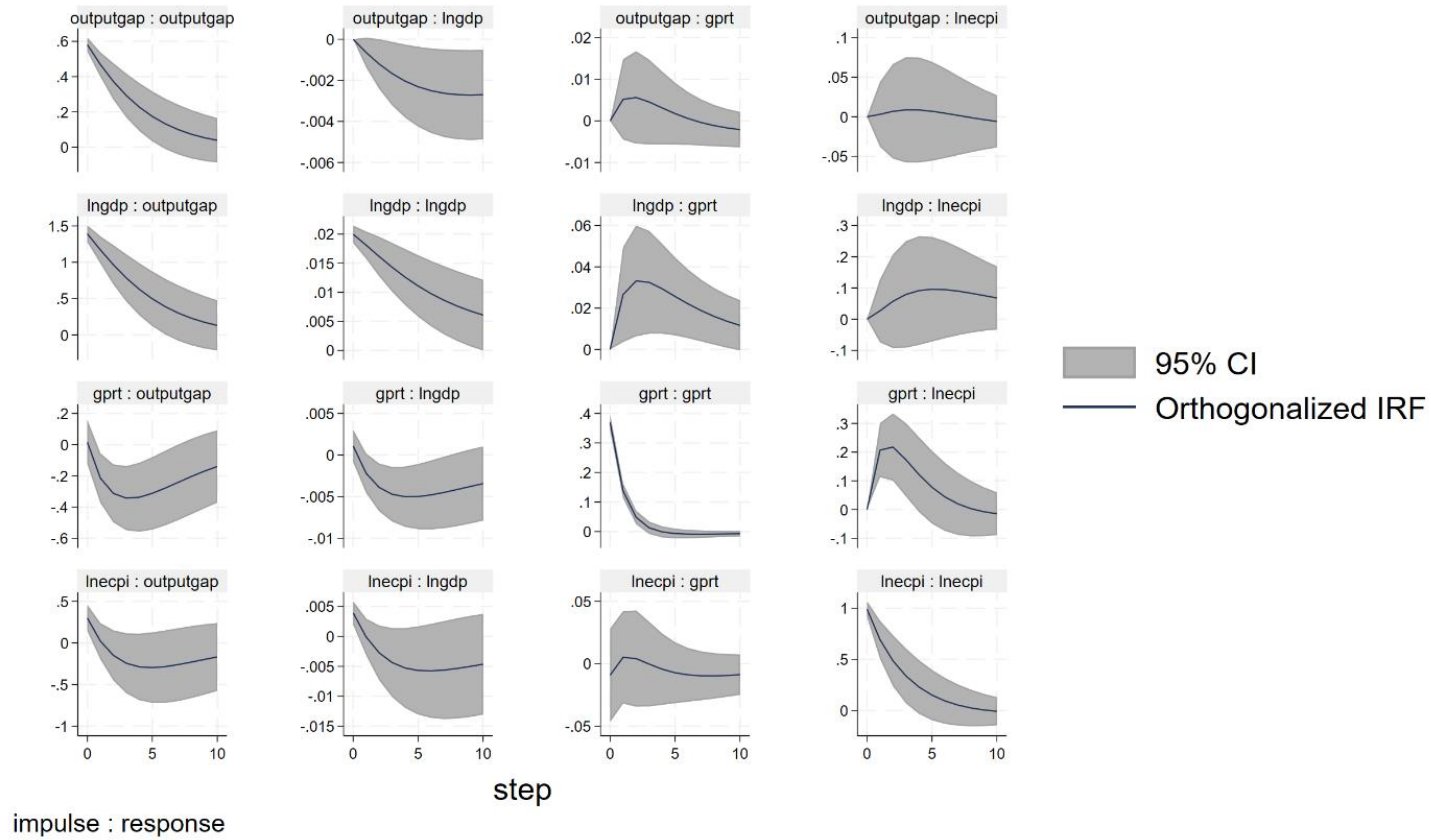 outputgap : outputgap
outputgap : lngdp
outputgap : gprt
outputgap : lnecpi
.6
.4
.2
0
0
-.002
-.004
-.006
.02
.01
0
-.01
.1
.05
0
-.05
lngdp : outputgap
lngdp : lngdp
lngdp : gprt
lngdp : lnecpi
1.5
1
.5
0
.02
.015
.01
.005
0
.06
.04
.02
0
.3
.2
.1
0
-.1
gprt : outputgap
gprt : lngdp
gprt : gprt
gprt : lnecpi
.2
0
-.2
-.4
-.6
.005
0
-.005
-.01
.4
.3
.2
.1
0
.3
.2
.1
0
-.1
lnecpi : outputgap
lnecpi : lngdp
lnecpi : gprt
lnecpi : lnecpi
.5
0
-.5
-1
.005
0
-.005
-.01
-.015
.05
0
-.05
1
.5
0
0 5 10
0 5 10
0 5 10
0 5 10
step
impulse : response
95% CI
Orthogonalized IRF